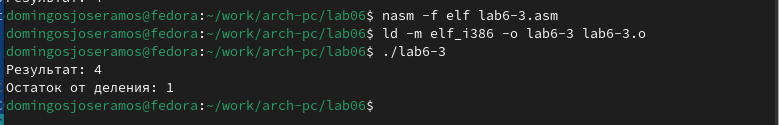 Результат: 4
domingosjoseramos@fedora:~/work/arch-pc/lab06$ nasm -f elf lab6-3.asm
domingosjoseramos@fedora:~/work/arch-pc/lab06$ ld -m elf_i386 -o lab6-3 lab6-3.o
domingosjoseramos@fedora:~/work/arch-pc/lab06$ ./lab6-3
Результат: 4
Остаток от деления: 1
domingosjoseramos@fedora:~/work/arch-pc/lab06$